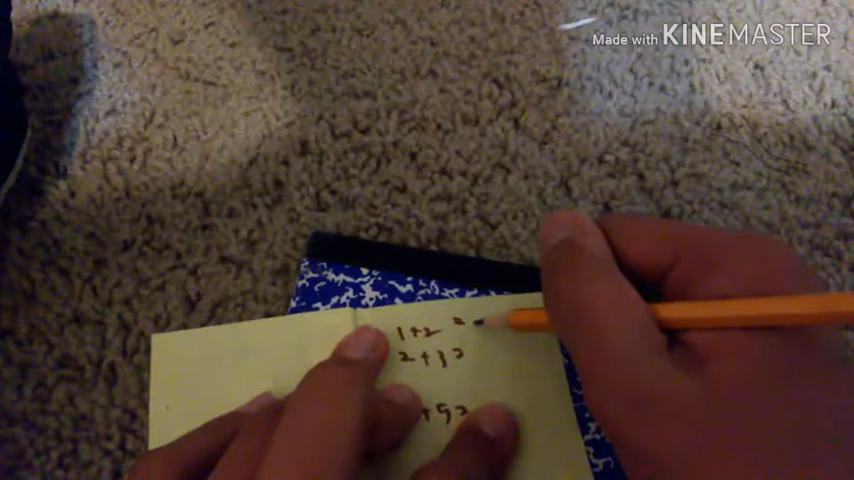 Made with KINEMASTER
1+2 =
2+3=
+5=